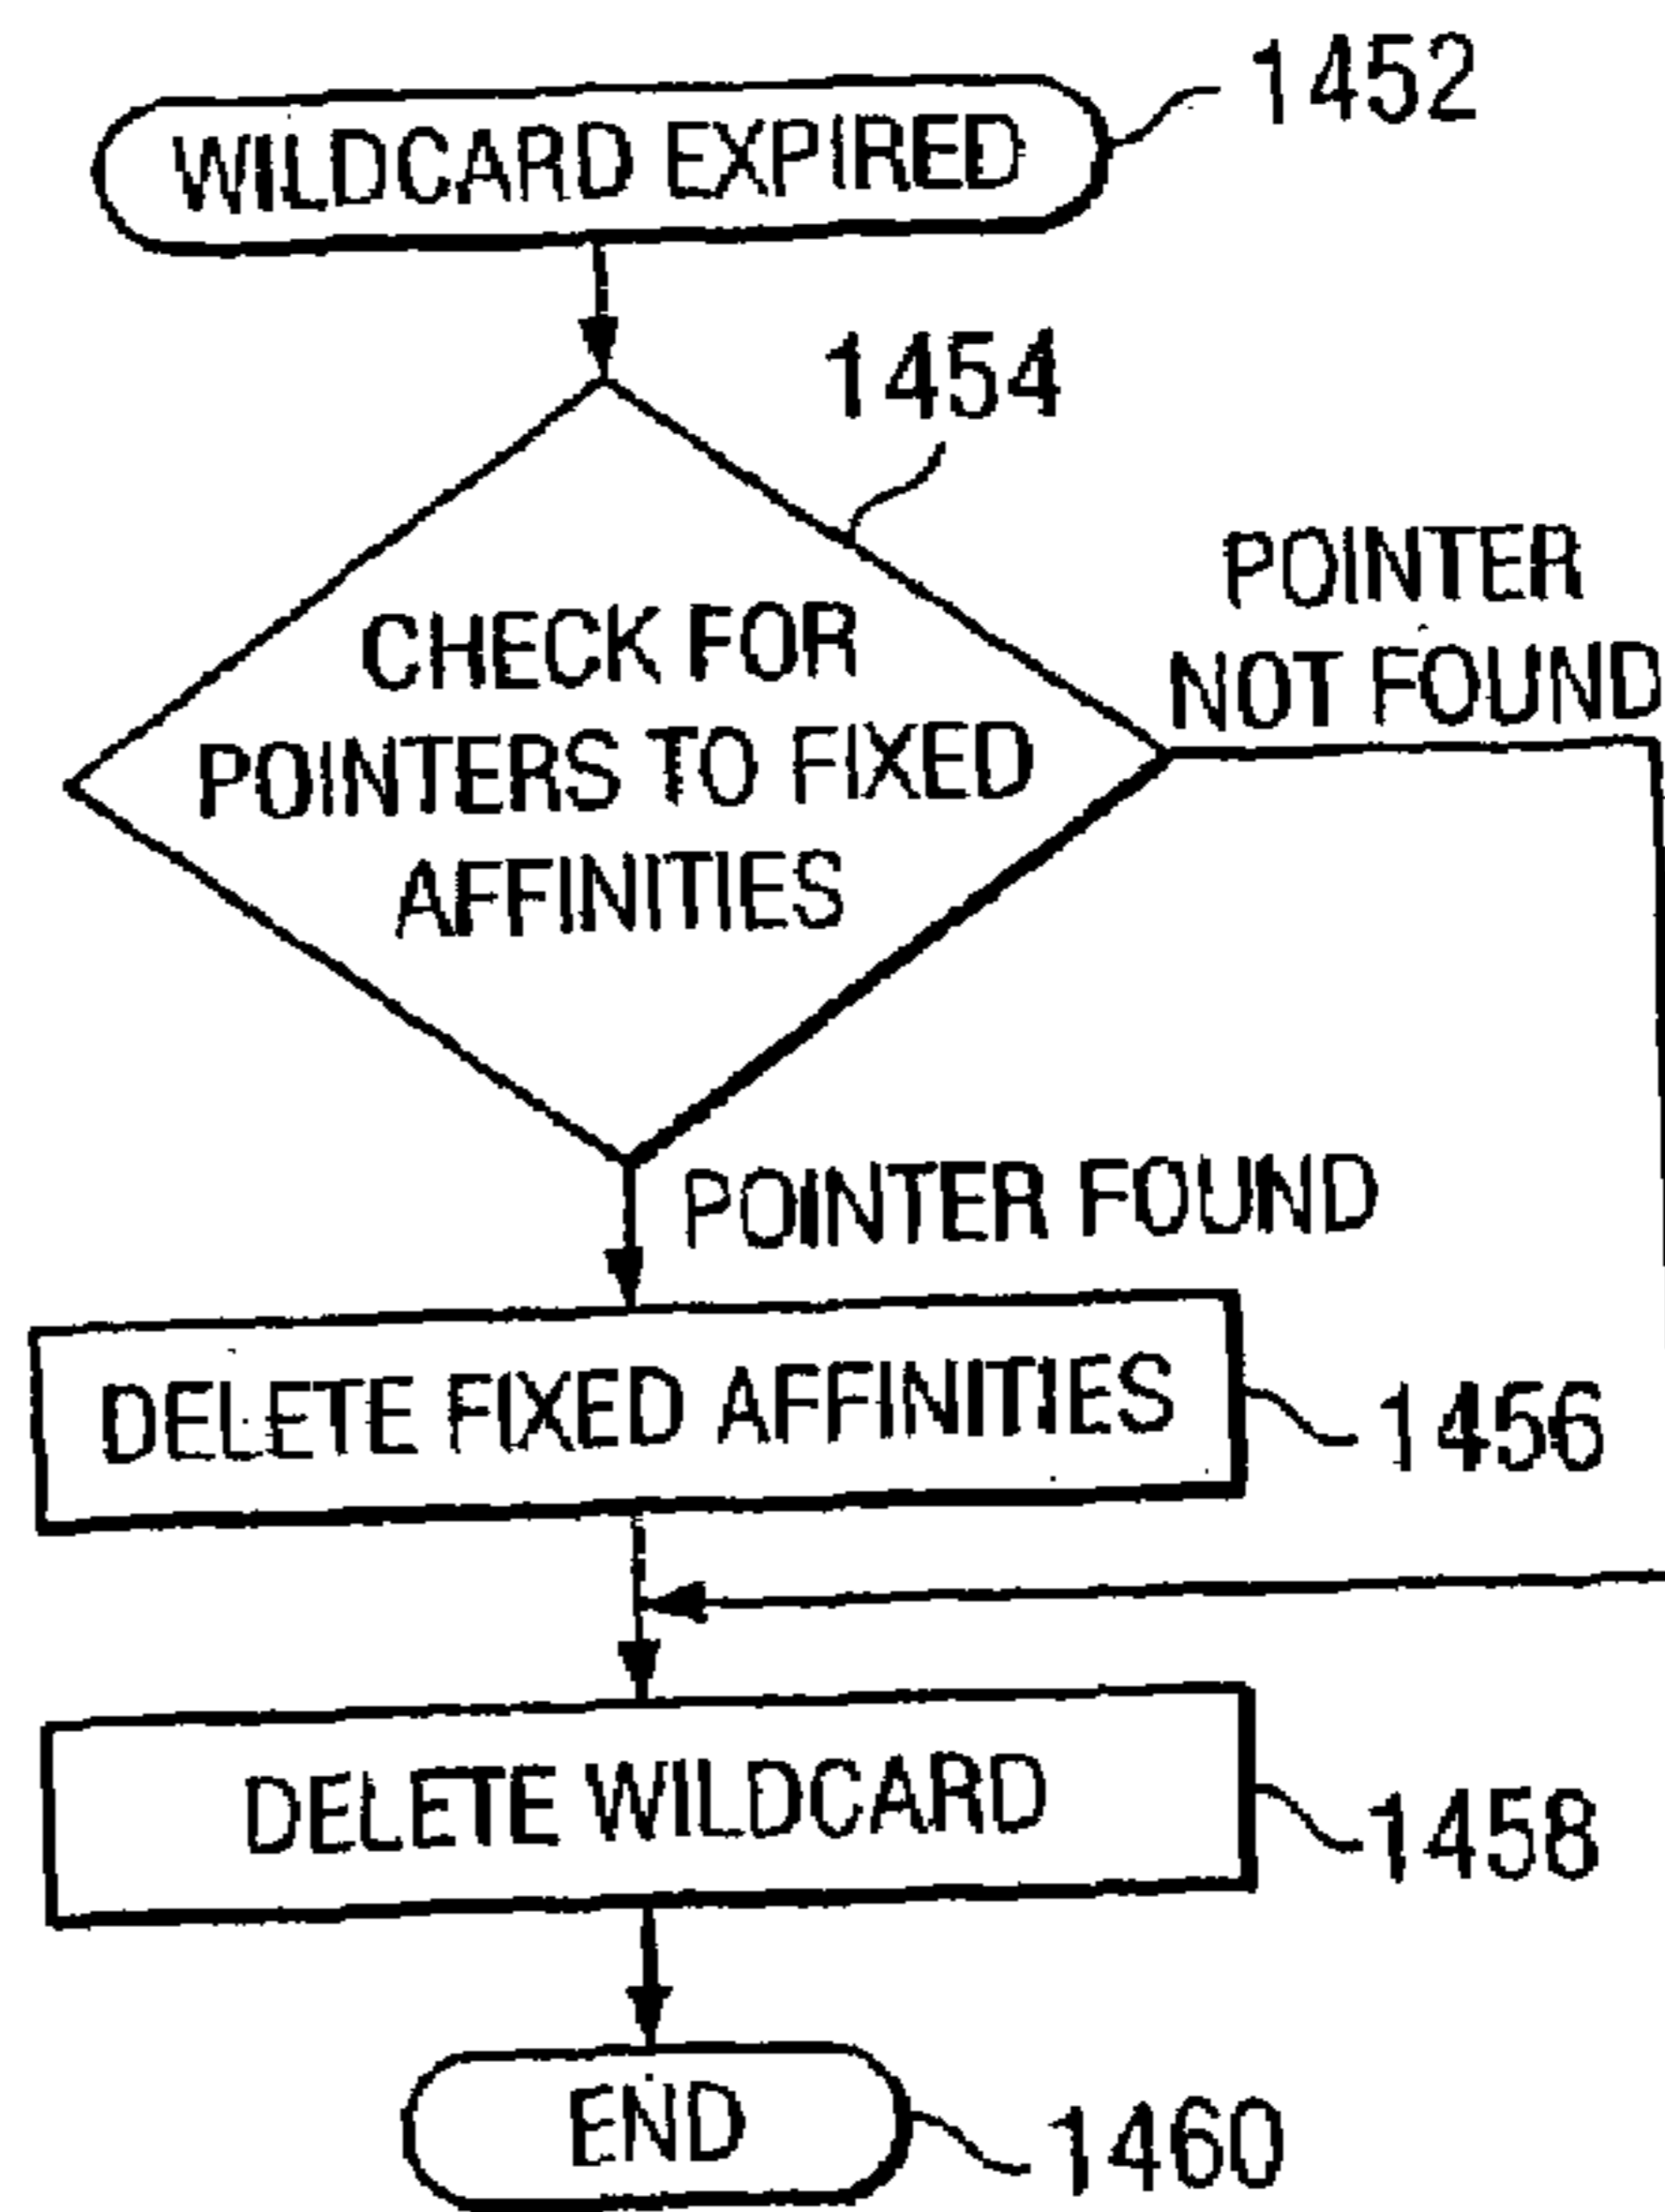 1452
WILDCARD EXPIRED
1454
CHECK FOR
POINTERS TO FIXED
AFFINITIES
POINTER
NOT FOUND
POINTER FOUND
DELETE FIXED AFFINITIES
1456
DELETE WILDCARD
1458
END
1460